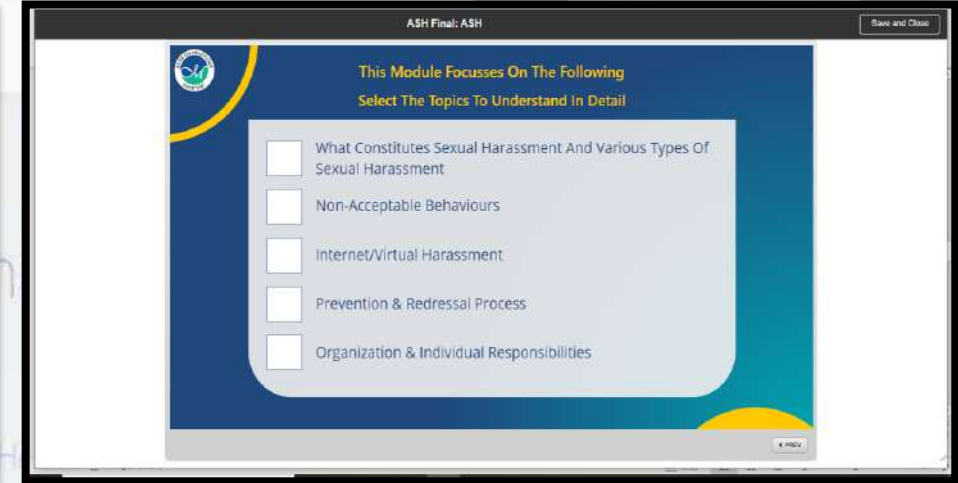 ASH Final: ASH
Save and Close
This Module Focusses On The Following
Select The Topics To Understand In Detail
What Constitutes Sexual Harassment And Various Types Of
Sexual Harassment
Non-Acceptable Behaviours
Internet/Virtual Harassment
Prevention & Redressal Process
Organization & Individual Responsibilities
PREV